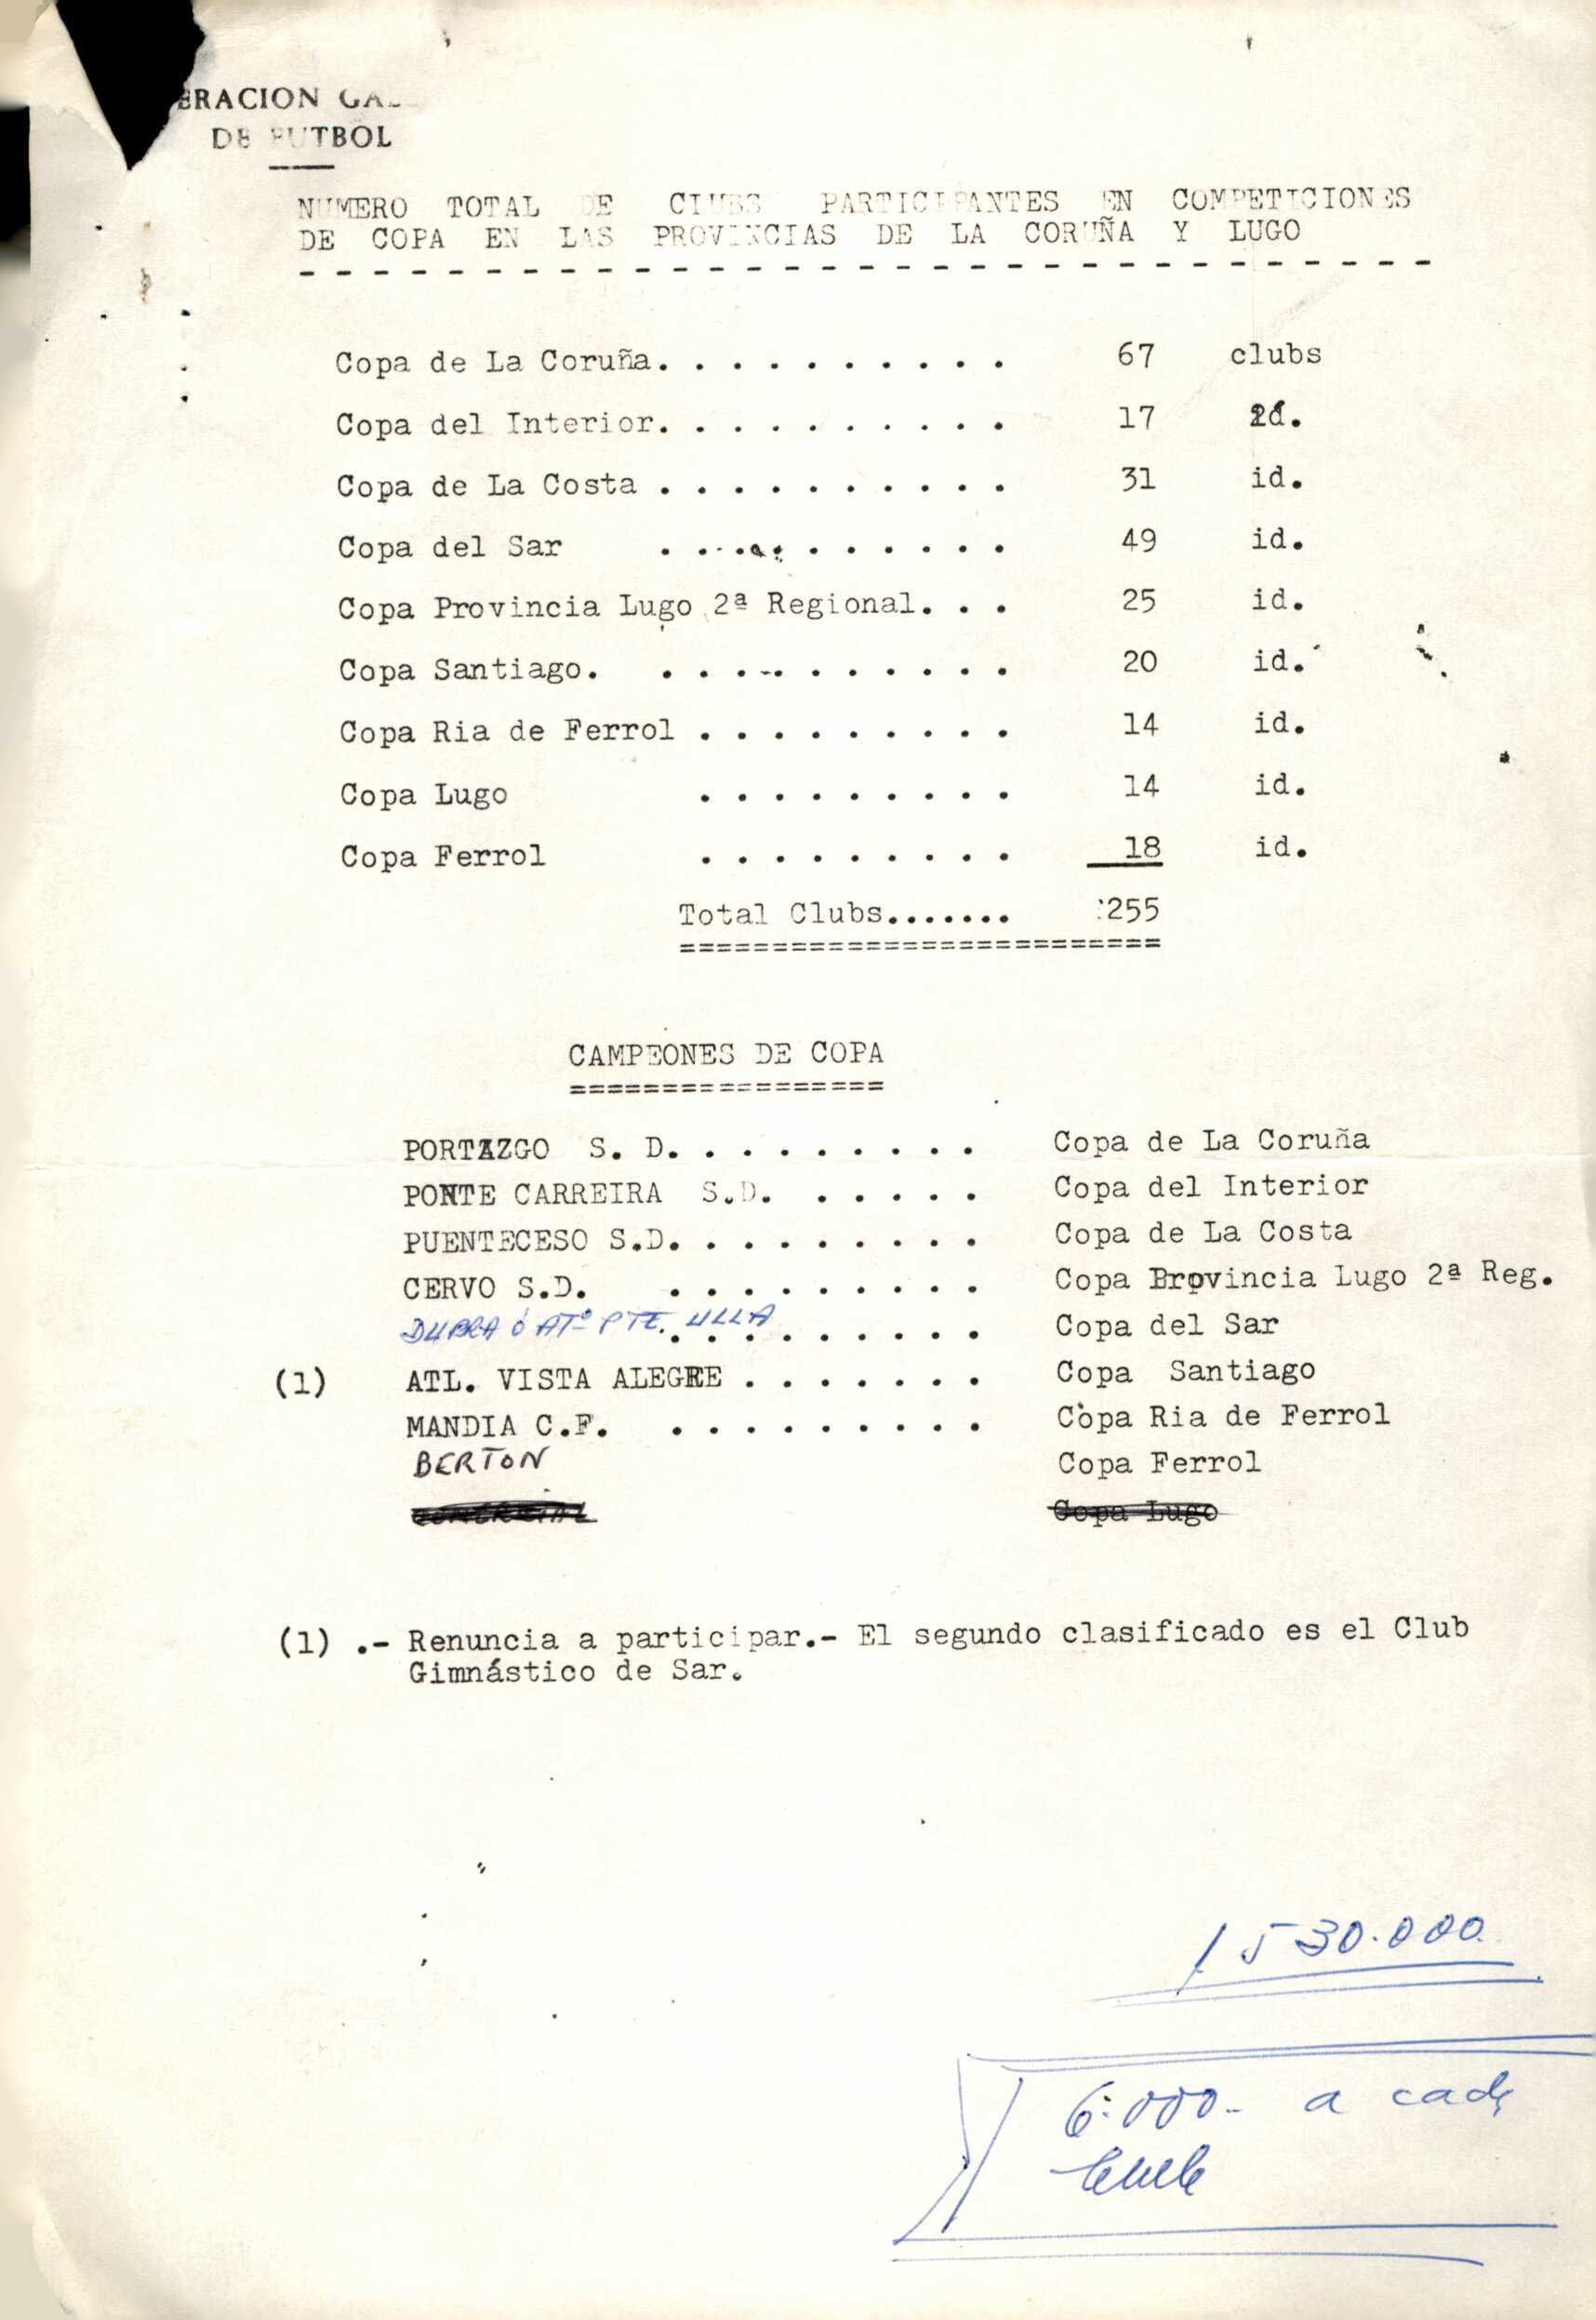 ERACION GAL
DE FUTBOL
NUMERO TOTAL DE CLUBS PARTICIPANTES EN COMPETICIONES
DE COPA EN LAS PROVINCIAS DE LA CORUÑA Y LUGO
- - - - - - - - - - - - - - - - - - - - - - - - - - - - - - -
Copa de La Coruña. . . . . . . . . . 67 clubs
Copa del Interior. . . . . . . . . . 17 id.
Copa de La Costa . . . . . . . . . . 31 id.
Copa del Sar . . . . . . . . . . 49 id.
Copa Provincia Lugo 2ª Regional. . . 25 id.
Copa Santiago. . . . . . . . . . . 20 id.
Copa Ria de Ferrol . . . . . . . . . 14 id.
Copa Lugo . . . . . . . . . 14 id.
Copa Ferrol . . . . . . . . . 18 id.
Total Clubs....... 255
==========================
CAMPEONES DE COPA
=================
PORTAZGO S. D. . . . . . . . . Copa de La Coruña
PONTE CARREIRA S.D. . . . . . Copa del Interior
PUENTECESO S.D. . . . . . . . . Copa de La Costa
CERVO S.D. . . . . . . . . . Copa Provincia Lugo 2ª Reg.
DUBRA ó ATº PTE. ULLA . . . . . . . . . Copa del Sar
(1) ATL. VISTA ALEGRE . . . . . . . Copa Santiago
MANDIA C.F. . . . . . . . . . Copa Ria de Ferrol
BERTON Copa Ferrol
Copa Lugo
(1) .- Renuncia a participar.- El segundo clasificado es el Club
Gimnástico de Sar.
1530.000
6.000- a cada
Club